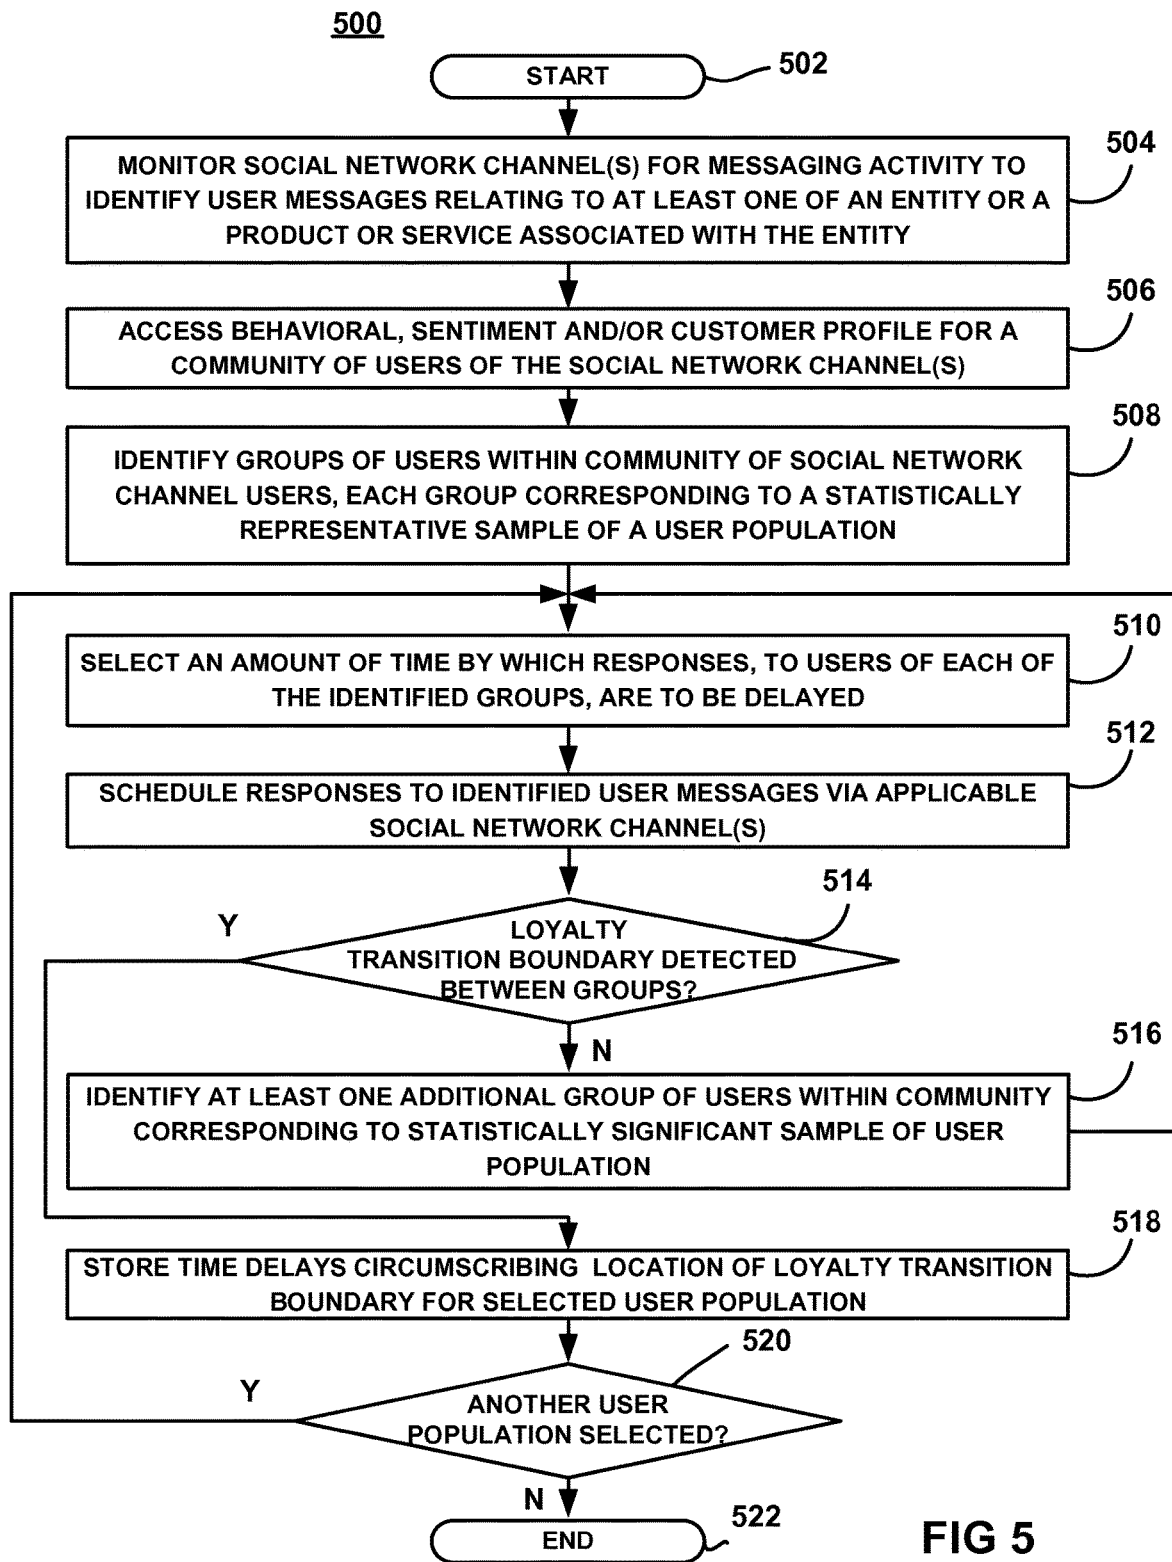 500
START
502
MONITOR SOCIAL NETWORK CHANNEL(S) FOR MESSAGING ACTIVITY TO
IDENTIFY USER MESSAGES RELATING TO AT LEAST ONE OF AN ENTITY OR A
PRODUCT OR SERVICE ASSOCIATED WITH THE ENTITY
504
ACCESS BEHAVIORAL, SENTIMENT AND/OR CUSTOMER PROFILE FOR A
COMMUNITY OF USERS OF THE SOCIAL NETWORK CHANNEL(S)
506
IDENTIFY GROUPS OF USERS WITHIN COMMUNITY OF SOCIAL NETWORK
CHANNEL USERS, EACH GROUP CORRESPONDING TO A STATISTICALLY
REPRESENTATIVE SAMPLE OF A USER POPULATION
508
SELECT AN AMOUNT OF TIME BY WHICH RESPONSES, TO USERS OF EACH OF
THE IDENTIFIED GROUPS, ARE TO BE DELAYED
510
SCHEDULE RESPONSES TO IDENTIFIED USER MESSAGES VIA APPLICABLE
SOCIAL NETWORK CHANNEL(S)
512
LOYALTY
TRANSITION BOUNDARY DETECTED
BETWEEN GROUPS?
514
Y
N
IDENTIFY AT LEAST ONE ADDITIONAL GROUP OF USERS WITHIN COMMUNITY
CORRESPONDING TO STATISTICALLY SIGNIFICANT SAMPLE OF USER
POPULATION
516
STORE TIME DELAYS CIRCUMSCRIBING LOCATION OF LOYALTY TRANSITION
BOUNDARY FOR SELECTED USER POPULATION
518
ANOTHER USER
POPULATION SELECTED?
520
Y
N
END
522
FIG 5